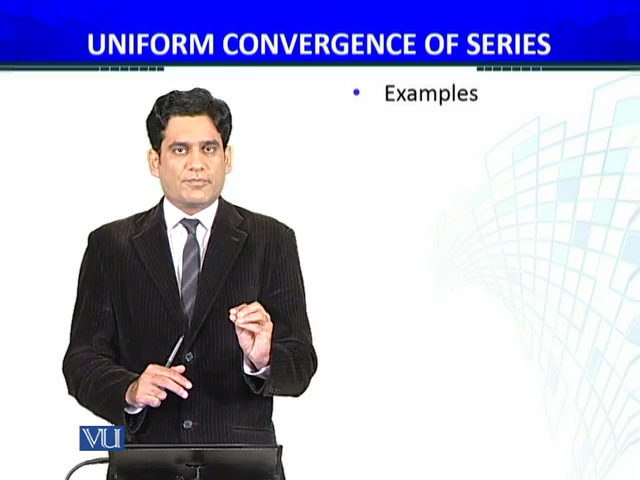 UNIFORM CONVERGENCE OF SERIES
• Examples
VU